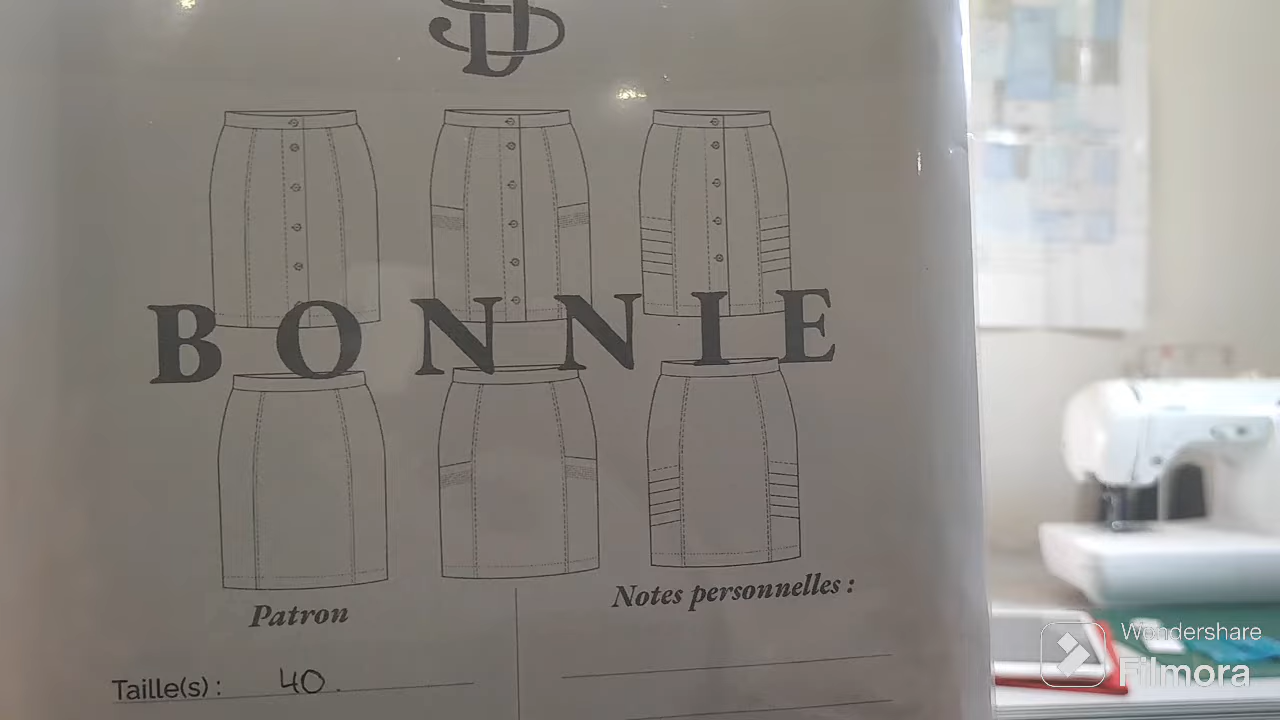 BONNIE
Patron
Notes personnelles :
Taille(s) : 40.
Wondershare
Filmora